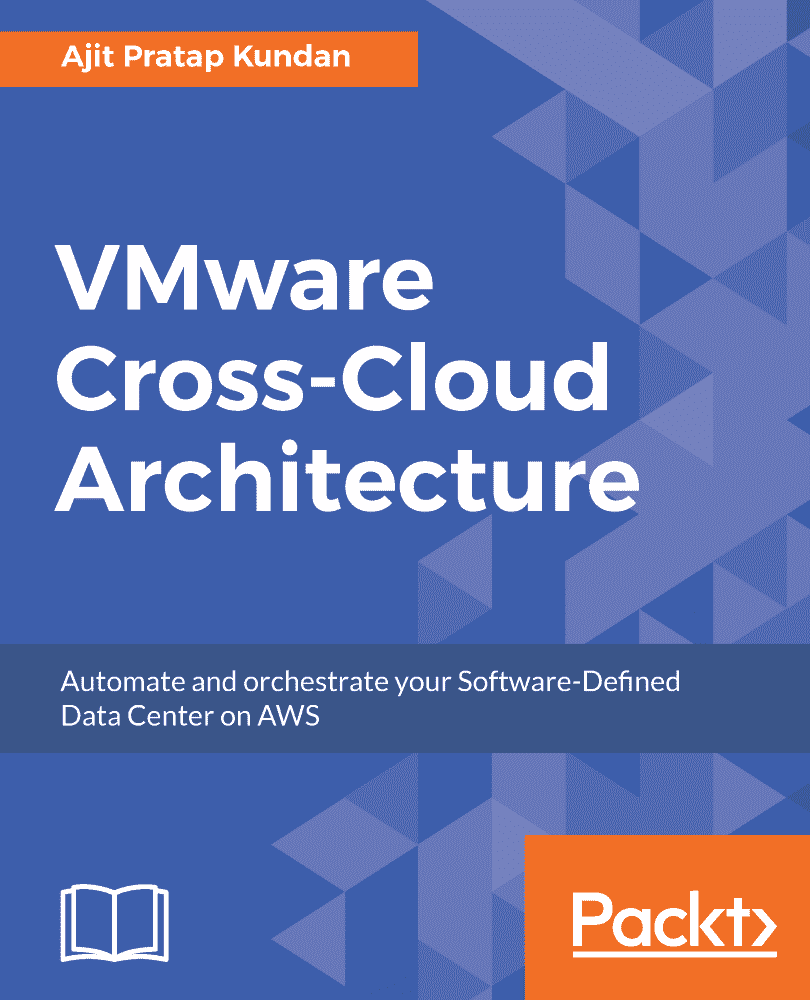 Ajit Pratap Kundan
VMware
Cross-Cloud
Architecture
Automate and orchestrate your Software-Defined
Data Center on AWS
Packt